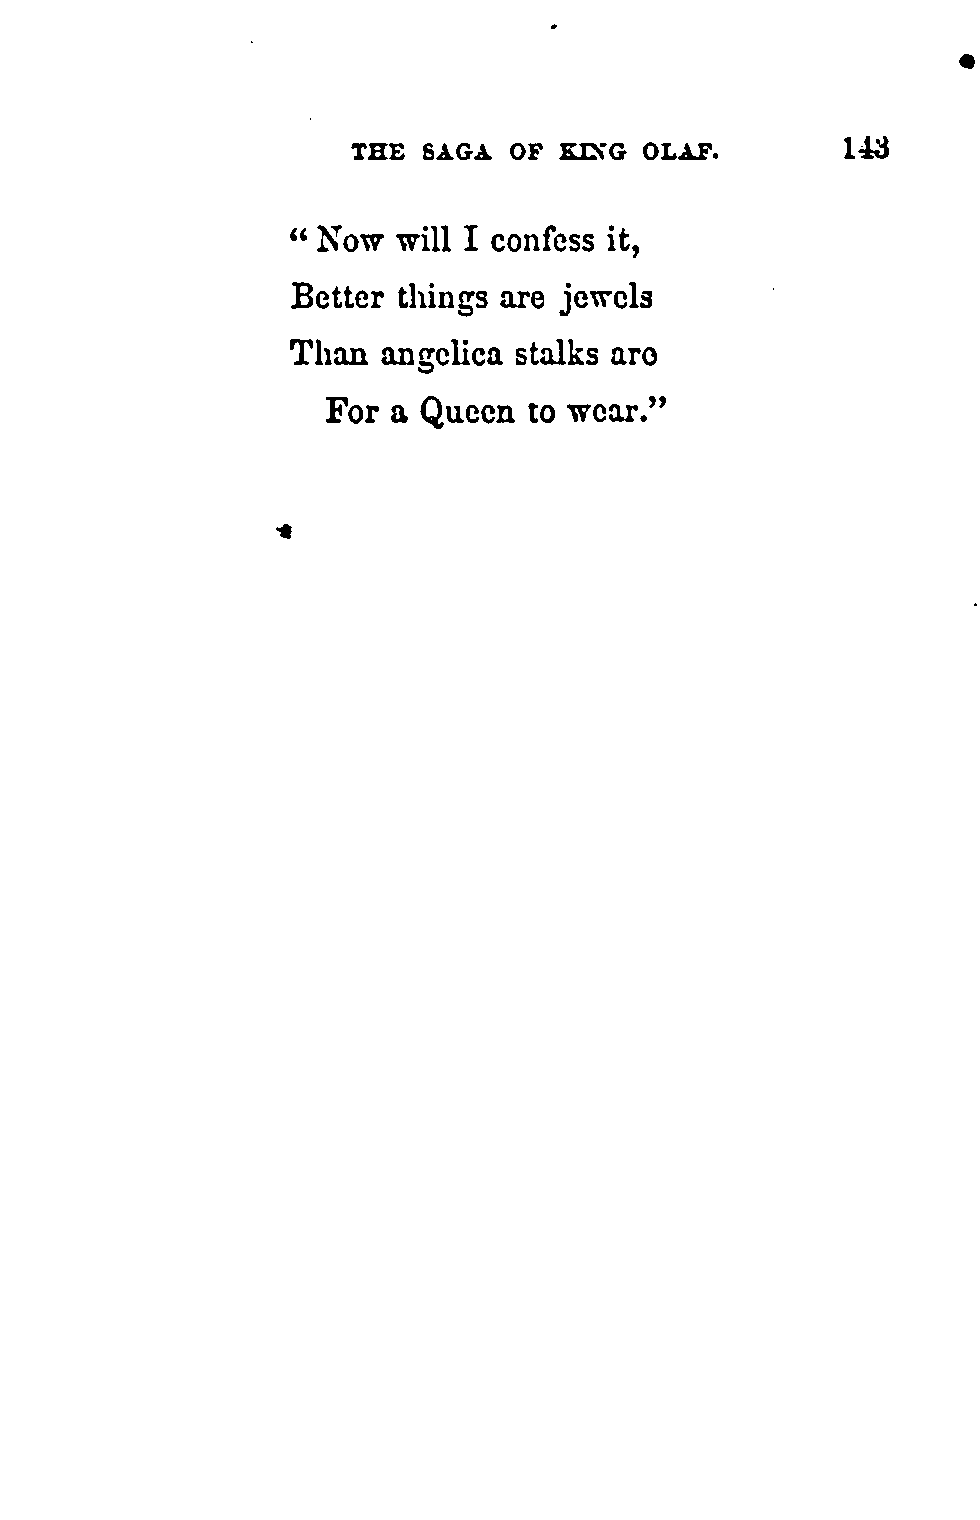 THE SAGA OF KING OLAF. 143
“ Now will I confess it,
Better things are jewels
Than angelica stalks are
For a Queen to wear.”